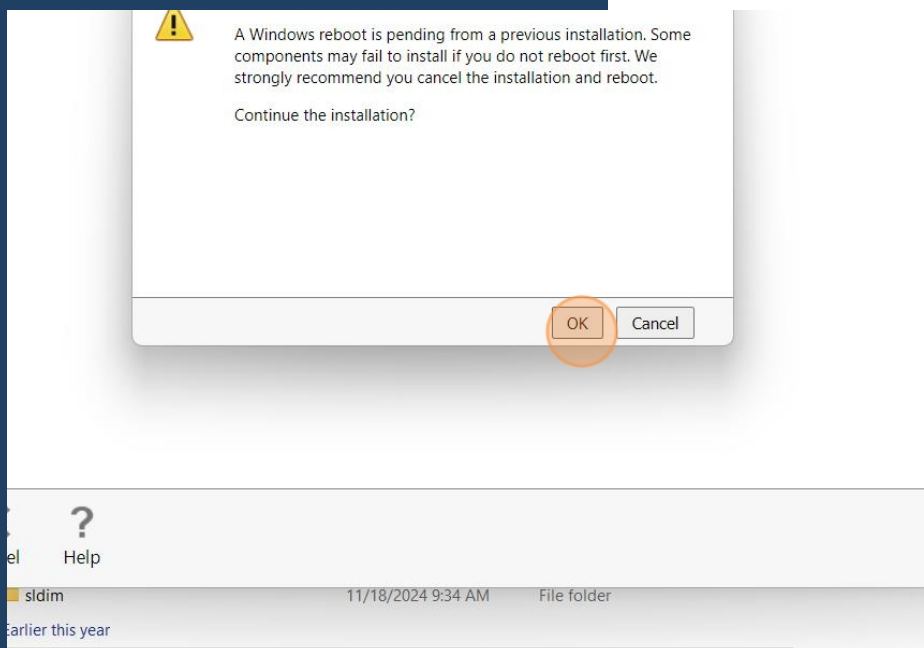 A Windows reboot is pending from a previous installation. Some
components may fail to install if you do not reboot first. We
strongly recommend you cancel the installation and reboot.
Continue the installation?
OK Cancel
?
el Help
sldim 11/18/2024 9:34 AM File folder
Earlier this year